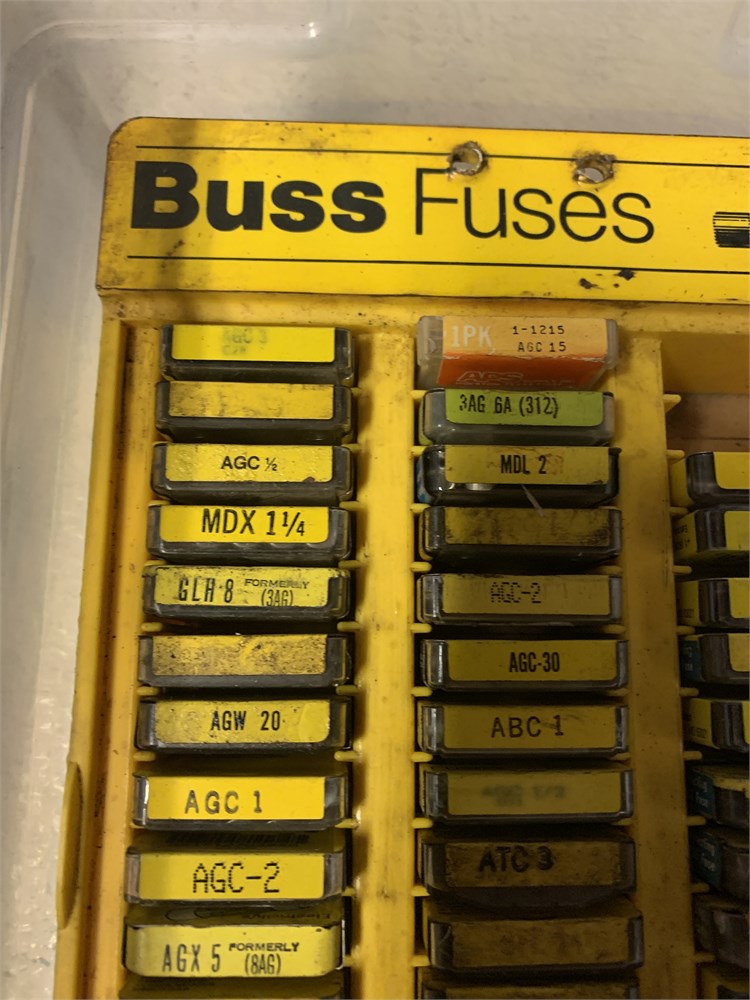 Buss Fuses
AGC 3
AGC ½
MDX 1¼
GLH 8 FORMERLY
(3AG)
AGW 20
AGC 1
AGC-2
AGX 5 FORMERLY
(8AG)
1PK 1-1215
AGC 15
3AG 6A (312)
MDL 2
AGC-2
AGC-30
ABC 1
ATC 3